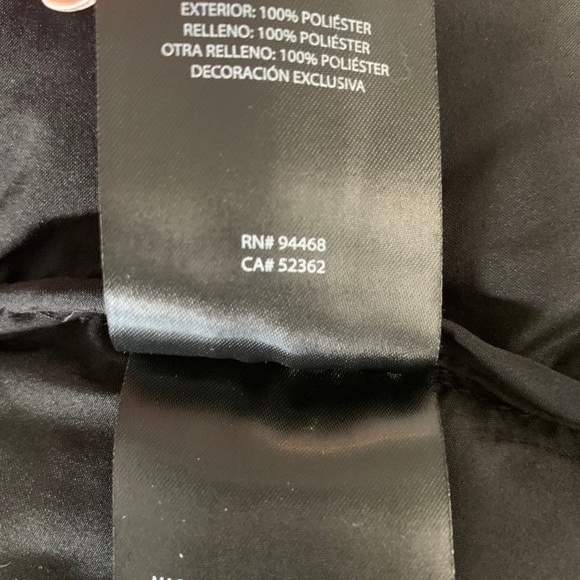 EXTERIOR: 100% POLIÉSTER
RELLENO: 100% POLIÉSTER
OTRA RELLENO: 100% POLIÉSTER
DECORACIÓN EXCLUSIVA
RN# 94468
CA# 52362